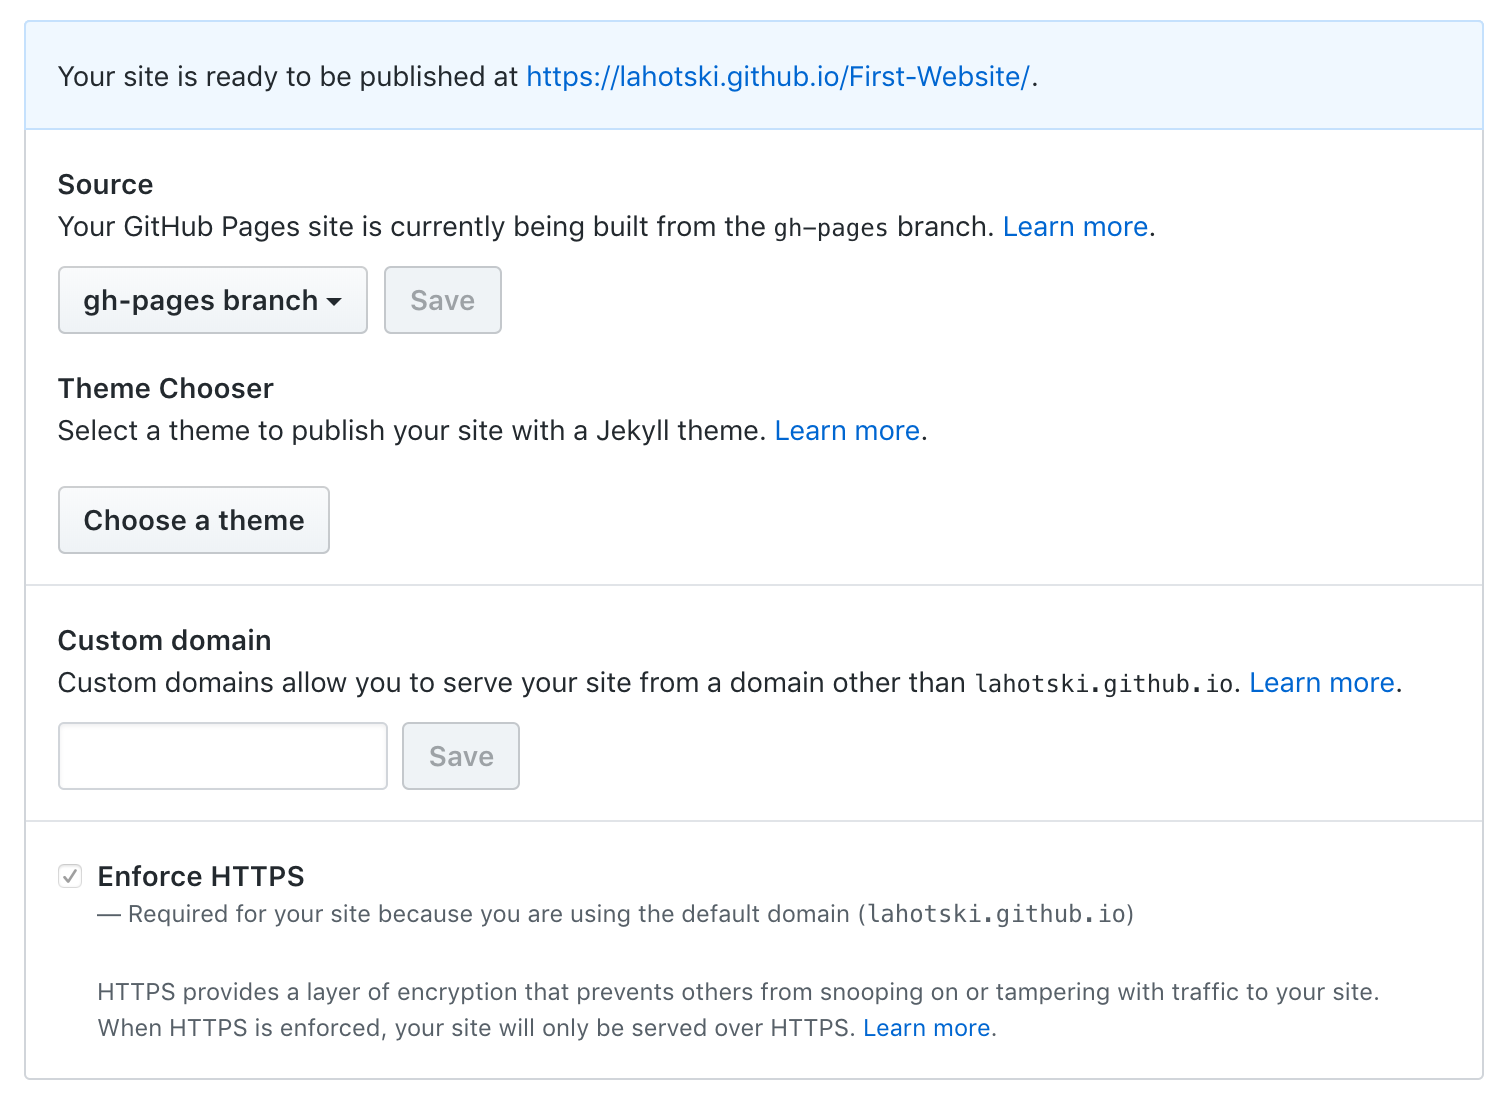 Your site is ready to be published at https://lahotski.github.io/First-Website/.
Source
Your GitHub Pages site is currently being built from the gh-pages branch. Learn more.
gh-pages branch
Save
Theme Chooser
Select a theme to publish your site with a Jekyll theme. Learn more.
Choose a theme
Custom domain
Custom domains allow you to serve your site from a domain other than lahotski.github.io. Learn more.
Save
Enforce HTTPS
— Required for your site because you are using the default domain (lahotski.github.io)
HTTPS provides a layer of encryption that prevents others from snooping on or tampering with traffic to your site.
When HTTPS is enforced, your site will only be served over HTTPS. Learn more.